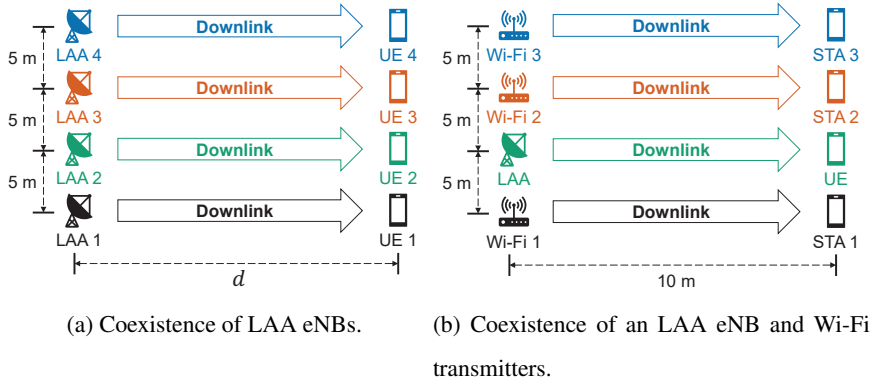 Downlink
LAA 4
UE 4
5 m
Downlink
LAA 3
UE 3
5 m
Downlink
LAA 2
UE 2
5 m
Downlink
LAA 1
UE 1
d
(a) Coexistence of LAA eNBs.
Downlink
Wi-Fi 3
STA 3
5 m
Downlink
Wi-Fi 2
STA 2
5 m
Downlink
LAA
UE
5 m
Downlink
Wi-Fi 1
STA 1
10 m
(b) Coexistence of an LAA eNB and Wi-Fi
transmitters.